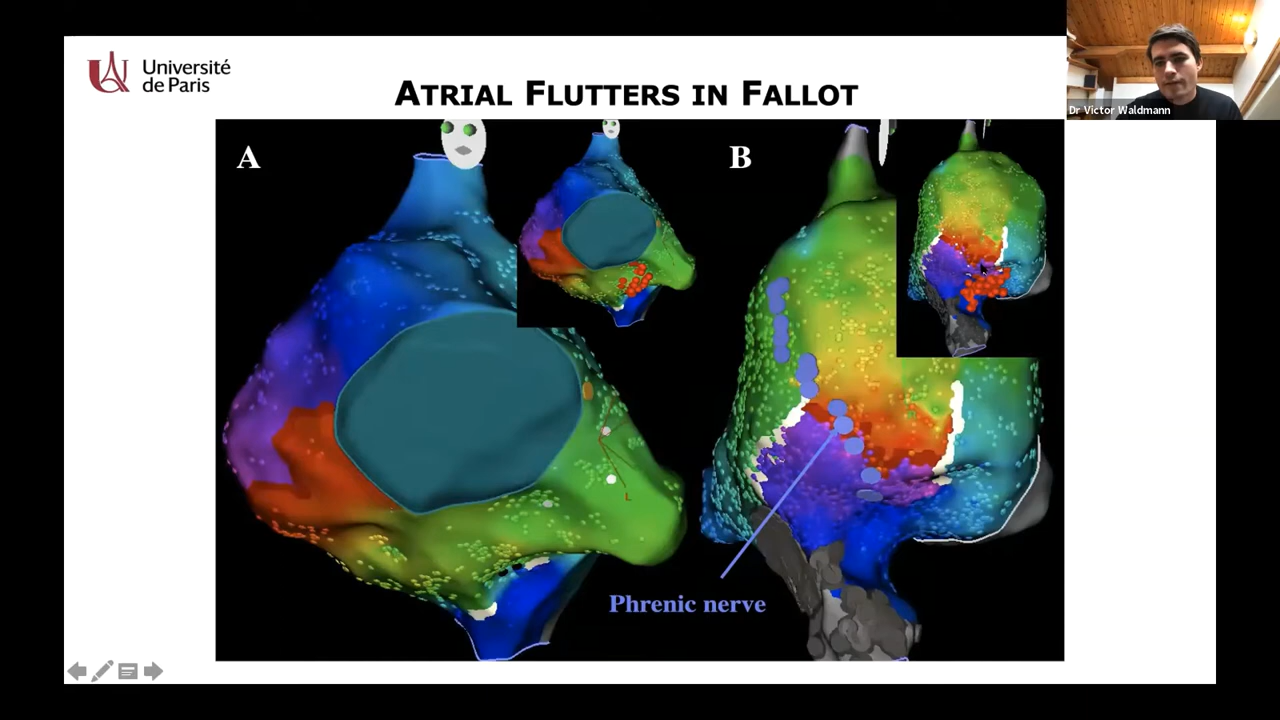 Université
de Paris
ATRIAL FLUTTERS IN FALLOT
Dr Victor Waldmann
A
B
Phrenic nerve